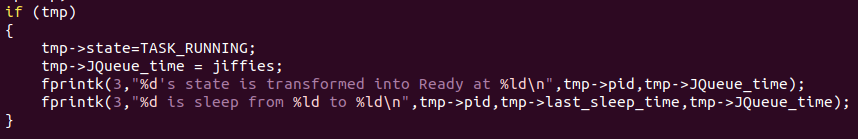 if (tmp)
{
    tmp->state=TASK_RUNNING;
    tmp->JQueue_time = jiffies;
    fprintk(3,"%d's state is transformed into Ready at %ld\n",tmp->pid,tmp->JQueue_time);
    fprintk(3,"%d is sleep from %ld to %ld\n",tmp->pid,tmp->last_sleep_time,tmp->JQueue_time);
}